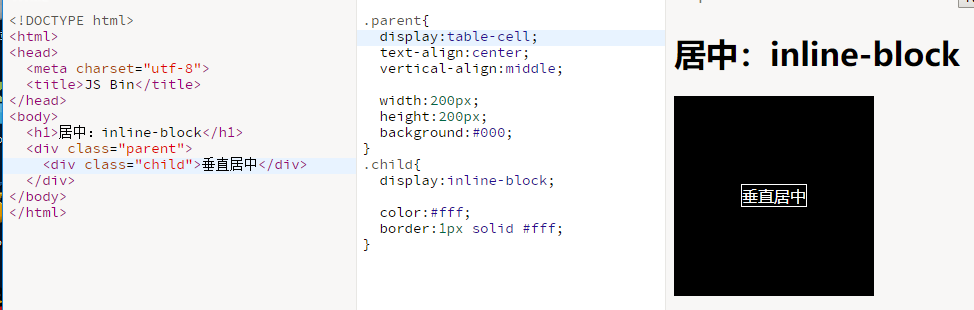 <!DOCTYPE html>
<html>
<head>
  <meta charset="utf-8">
  <title>JS Bin</title>
</head>
<body>
  <h1>居中：inline-block</h1>
  <div class="parent">
    <div class="child">垂直居中</div>
  </div>
</body>
</html>
.parent{
  display:table-cell;
  text-align:center;
  vertical-align:middle;
  width:200px;
  height:200px;
  background:#000;
}
.child{
  display:inline-block;
  color:#fff;
  border:1px solid #fff;
}
居中：inline-block
垂直居中